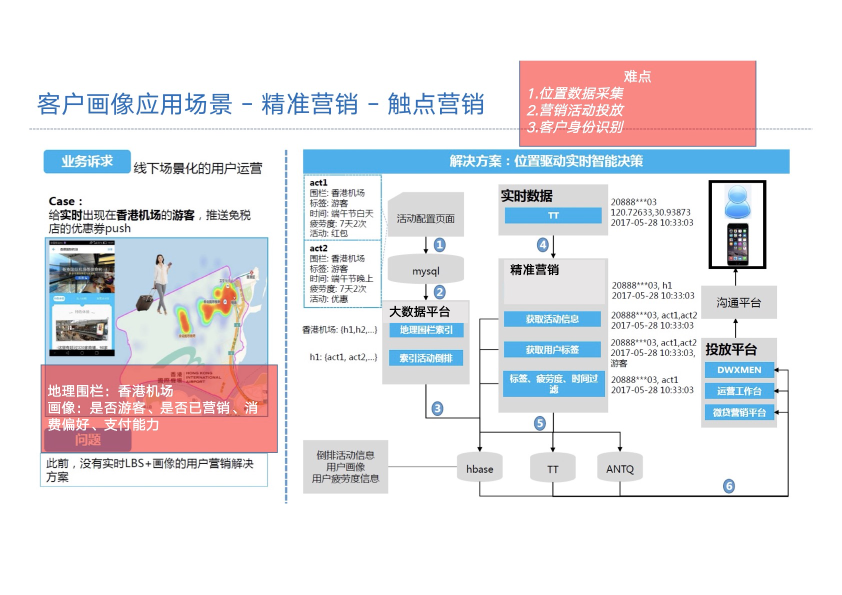 客户画像应用场景 – 精准营销 – 触点营销
难点
1.位置数据采集
2.营销活动投放
3.客户身份识别
业务诉求
线下场景化的用户运营
Case：
给实时出现在香港机场的游客，推送免税
店的优惠券push
地理围栏：香港机场
画像：是否游客、是否已营销、消
费偏好、支付能力
问题
此前，没有实时LBS+画像的用户营销解决
方案
解决方案：位置驱动实时智能决策
act1
围栏: 香港机场
标签: 游客
时间: 端午节白天
疲劳度: 7天2次
活动: 红包
act2
围栏: 香港机场
标签: 游客
时间: 端午节晚上
疲劳度: 7天2次
活动: 优惠
活动配置页面
1
mysql
2
大数据平台
地理围栏索引
索引活动倒排
香港机场: {h1,h2,...}
h1: {act1, act2,...}
3
实时数据
TT
20888***03
120.72633,30.93873
2017-05-28 10:33:03
4
精准营销
20888***03, h1
2017-05-28 10:33:03
获取活动信息
20888***03, act1,act2
2017-05-28 10:33:03
获取用户标签
20888***03, act1,act2
2017-05-28 10:33:03,
游客
标签、疲劳度、时间过
滤
20888***03, act1
2017-05-28 10:33:03
5
沟通平台
投放平台
DWXMEN
运营工作台
微贷营销平台
倒排活动信息
用户画像
用户疲劳度信息
hbase
TT
ANTQ
6